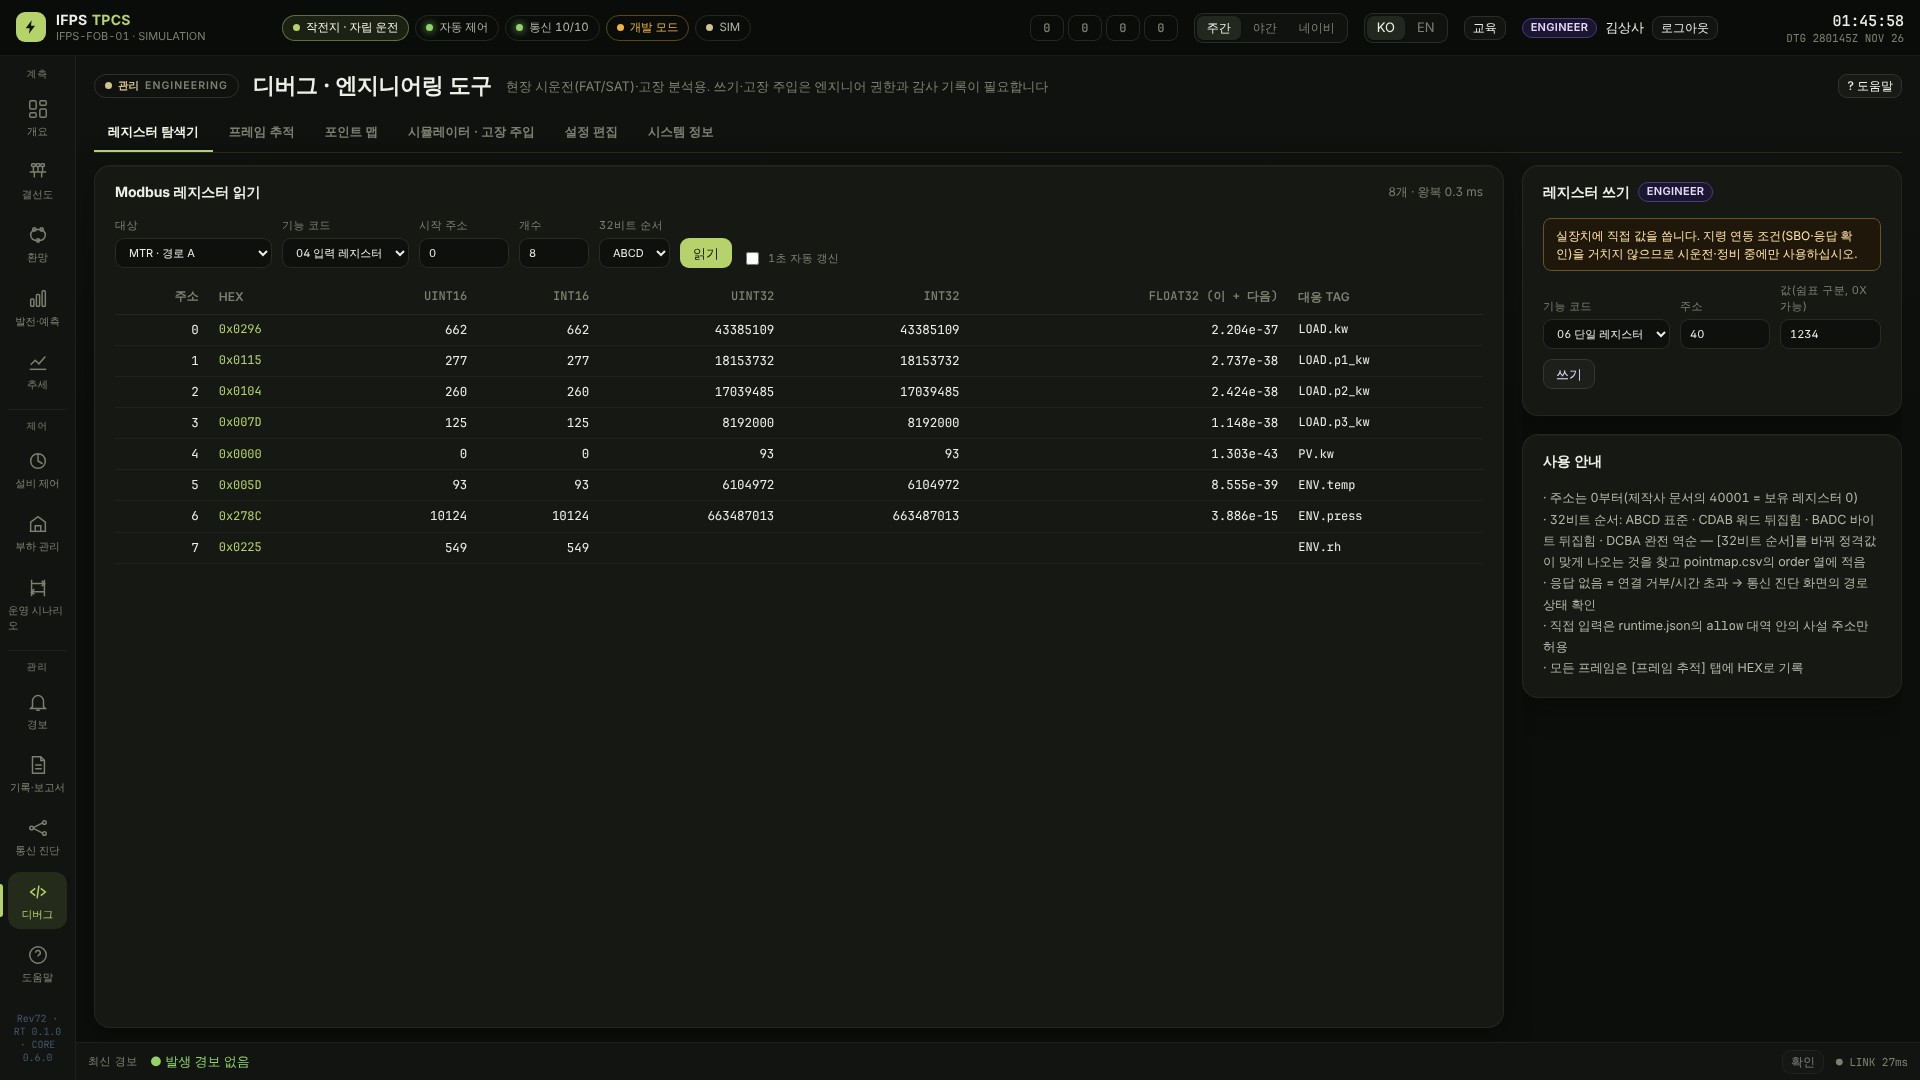 IFPS TPCS
IFPS-FOB-01 · SIMULATION
작전지 · 자립 운전
자동 제어
통신 10/10
개발 모드
SIM
0 0 0 0
주간 야간 네이비
KO EN
교육
ENGINEER 김상사 로그아웃
01:45:58
DTG 280145Z NOV 26
계측
개요
결선도
환망
발전·예측
추세
제어
설비 제어
부하 관리
운영 시나리
오
관리
경보
기록·보고서
통신 진단
디버그
도움말
Rev72 ·
RT 0.1.0
· CORE
0.6.0
관리 ENGINEERING
디버그 · 엔지니어링 도구
현장 시운전(FAT/SAT)·고장 분석용. 쓰기·고장 주입은 엔지니어 권한과 감사 기록이 필요합니다
? 도움말
레지스터 탐색기 프레임 추적 포인트 맵 시뮬레이터 · 고장 주입 설정 편집 시스템 정보
Modbus 레지스터 읽기
8개 · 왕복 0.3 ms
대상 기능 코드 시작 주소 개수 32비트 순서
MTR · 경로 A 04 입력 레지스터 0 8 ABCD 읽기 1초 자동 갱신
주소 HEX UINT16 INT16 UINT32 INT32 FLOAT32 (이 + 다음) 대응 TAG
0 0x0296 662 662 43385109 43385109 2.204e-37 LOAD.kw
1 0x0115 277 277 18153732 18153732 2.737e-38 LOAD.p1_kw
2 0x0104 260 260 17039485 17039485 2.424e-38 LOAD.p2_kw
3 0x007D 125 125 8192000 8192000 1.148e-38 LOAD.p3_kw
4 0x0000 0 0 93 93 1.303e-43 PV.kw
5 0x005D 93 93 6104972 6104972 8.555e-39 ENV.temp
6 0x278C 10124 10124 663487013 663487013 3.886e-15 ENV.press
7 0x0225 549 549 ENV.rh
레지스터 쓰기 ENGINEER
실장치에 직접 값을 씁니다. 지령 연동 조건(SBO·응답 확
인)을 거치지 않으므로 시운전·정비 중에만 사용하십시오.
기능 코드 주소 값(쉼표 구분, 0X
가능)
06 단일 레지스터 40 1234
쓰기
사용 안내
· 주소는 0부터(제작사 문서의 40001 = 보유 레지스터 0)
· 32비트 순서: ABCD 표준 · CDAB 워드 뒤집힘 · BADC 바이
트 뒤집힘 · DCBA 완전 역순 — [32비트 순서]를 바꿔 정격값
이 맞게 나오는 것을 찾고 pointmap.csv의 order 열에 적음
· 응답 없음 = 연결 거부/시간 초과 → 통신 진단 화면의 경로
상태 확인
· 직접 입력은 runtime.json의 allow 대역 안의 사설 주소만
허용
· 모든 프레임은 [프레임 추적] 탭에 HEX로 기록
최신 경보 발생 경보 없음
확인 LINK 27ms